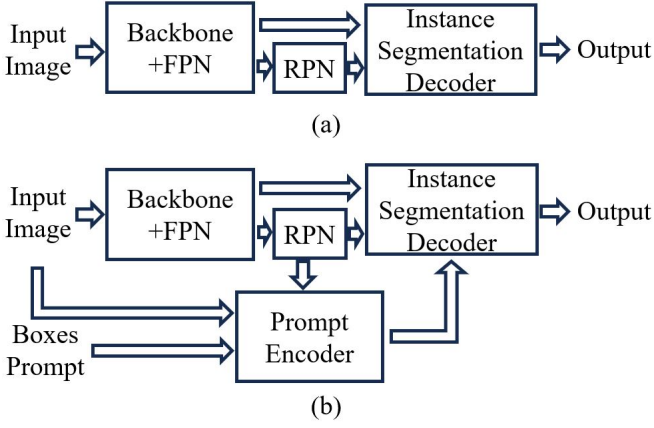 Input
Image
Backbone
+FPN
RPN
Instance
Segmentation
Decoder
Output
(a)
Input
Image
Backbone
+FPN
RPN
Instance
Segmentation
Decoder
Output
Boxes
Prompt
Prompt
Encoder
(b)